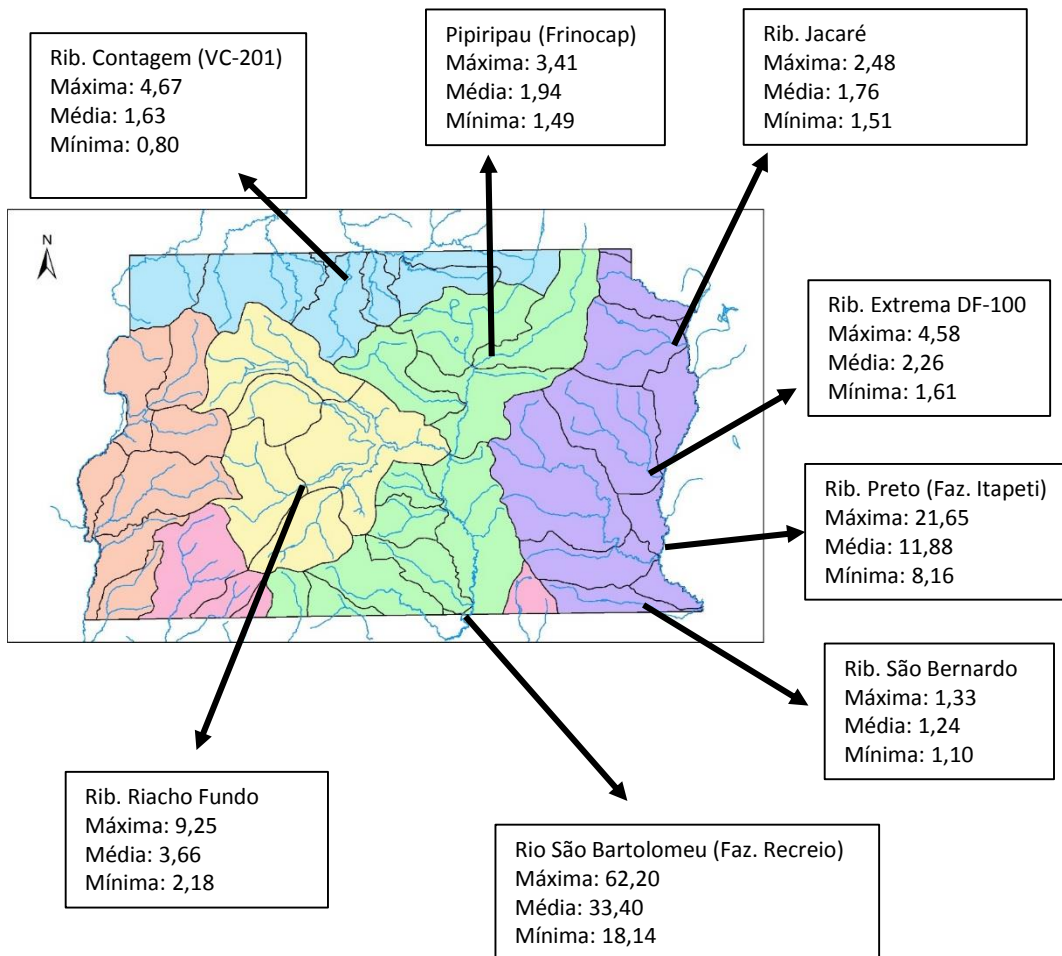 Rib. Contagem (VC-201)
Máxima: 4,67
Média: 1,63
Mínima: 0,80
Pipiripau (Frinocap)
Máxima: 3,41
Média: 1,94
Mínima: 1,49
Rib. Jacaré
Máxima: 2,48
Média: 1,76
Mínima: 1,51
N
Rib. Extrema DF-100
Máxima: 4,58
Média: 2,26
Mínima: 1,61
Rib. Preto (Faz. Itapeti)
Máxima: 21,65
Média: 11,88
Mínima: 8,16
Rib. São Bernardo
Máxima: 1,33
Média: 1,24
Mínima: 1,10
Rib. Riacho Fundo
Máxima: 9,25
Média: 3,66
Mínima: 2,18
Rio São Bartolomeu (Faz. Recreio)
Máxima: 62,20
Média: 33,40
Mínima: 18,14